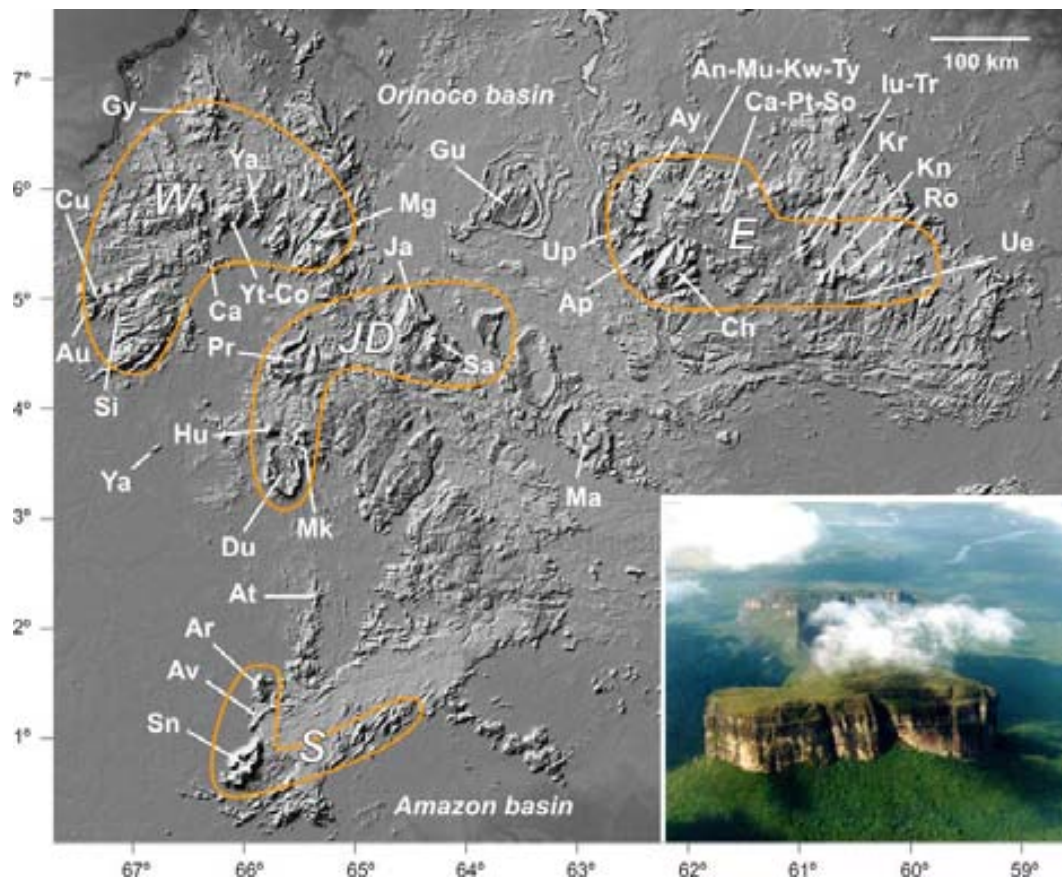 100 km
7°
An-Mu-Kw-Ty
Orinoco basin
Ca-Pt-So
Iu-Tr
Gy
Ay
Kr
Gu
Ya
Kn
6°
Cu
W
Ro
Mg
E
Up
Ue
Ja
Yt-Co
Ca
Ap
5°
Au
Ch
Pr
JD
Sa
Si
4°
Hu
Ya
Ma
3°
Mk
Du
At
2°
Ar
Av
Sn
1°
S
Amazon basin
67°
66°
65°
64°
63°
62°
61°
60°
59°